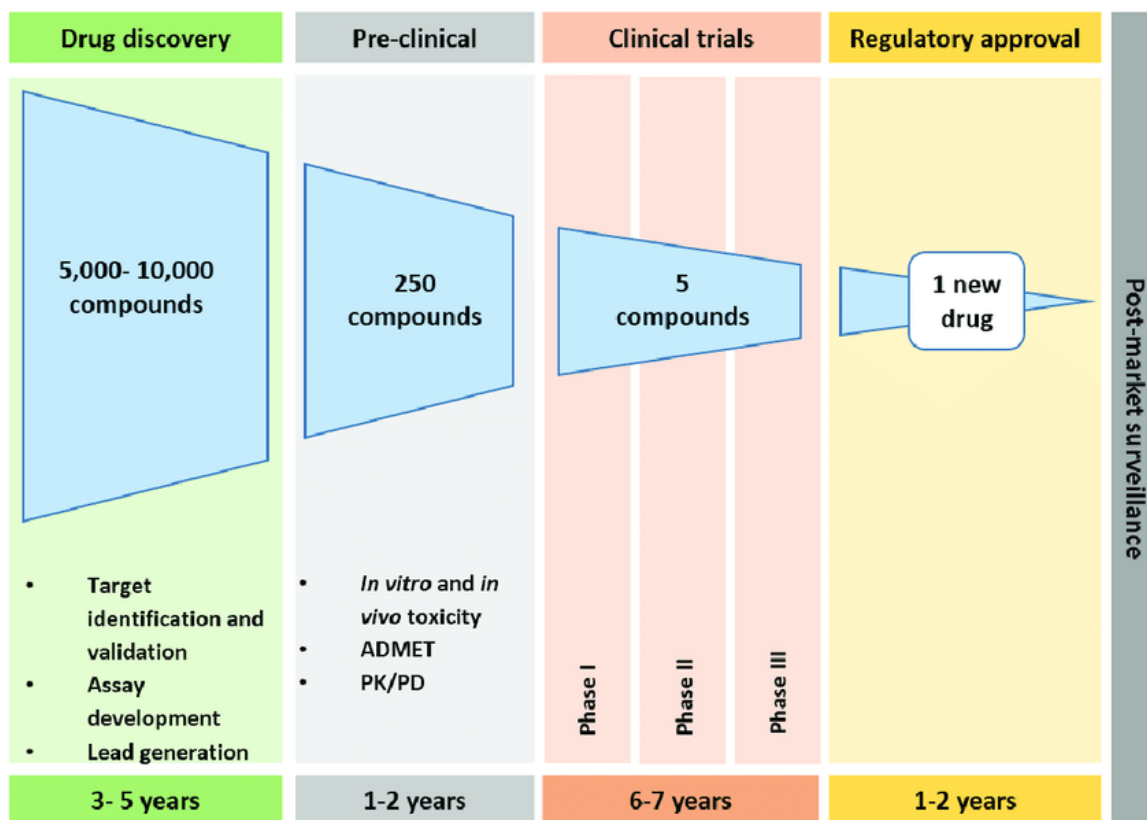 Drug discovery
Pre-clinical
Clinical trials
Regulatory approval
5,000- 10,000
compounds
250
compounds
5
compounds
1 new
drug
Post-market surveillance
• Target
identification and
validation
• Assay
development
• Lead generation
• In vitro and in
vivo toxicity
• ADMET
• PK/PD
Phase I
Phase II
Phase III
3- 5 years
1-2 years
6-7 years
1-2 years